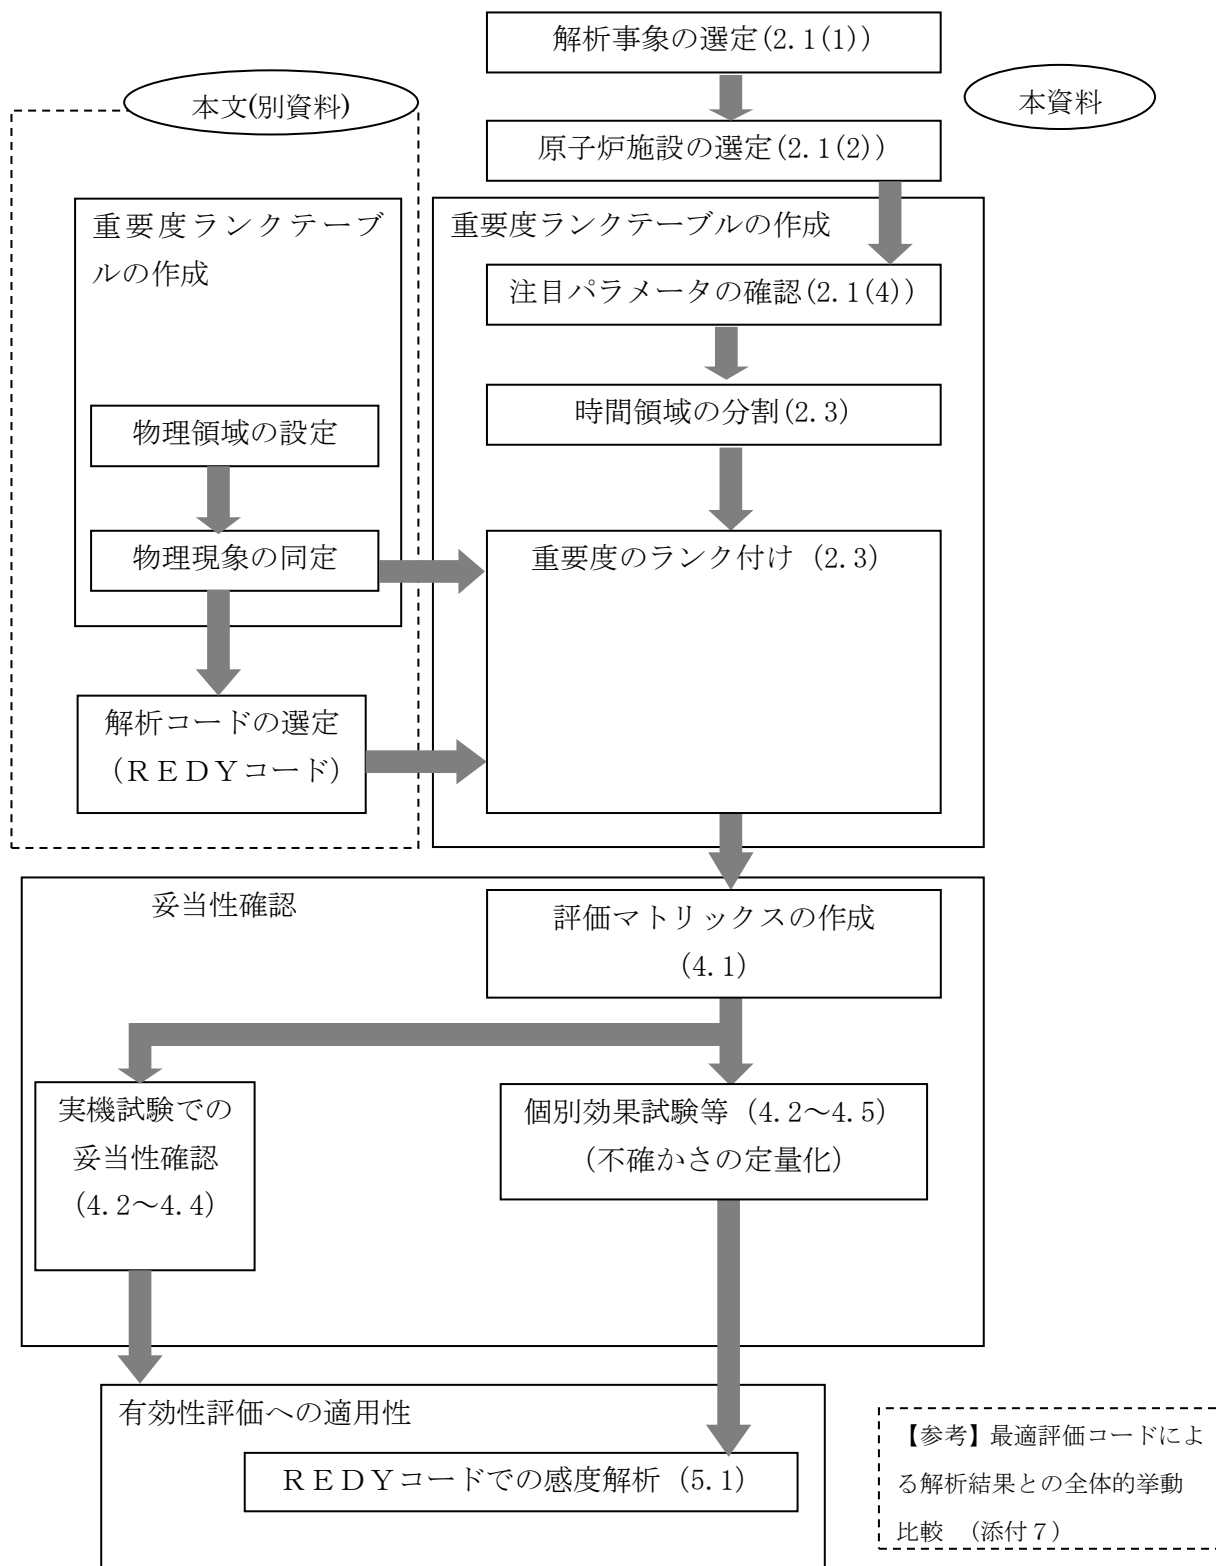 解析事象の選定(2.1(1))
本文(別資料)
本資料
原子炉施設の選定(2.1(2))
重要度ランクテーブ
ルの作成
重要度ランクテーブルの作成
注目パラメータの確認(2.1(4))
時間領域の分割(2.3)
物理領域の設定
物理現象の同定
重要度のランク付け (2.3)
解析コードの選定
(ＲＥＤＹコード)
妥当性確認
評価マトリックスの作成
(4.1)
実機試験での
妥当性確認
(4.2～4.4)
個別効果試験等 (4.2～4.5)
(不確かさの定量化)
有効性評価への適用性
ＲＥＤＹコードでの感度解析 (5.1)
【参考】最適評価コードによ
る解析結果との全体的挙動
比較 (添付７)